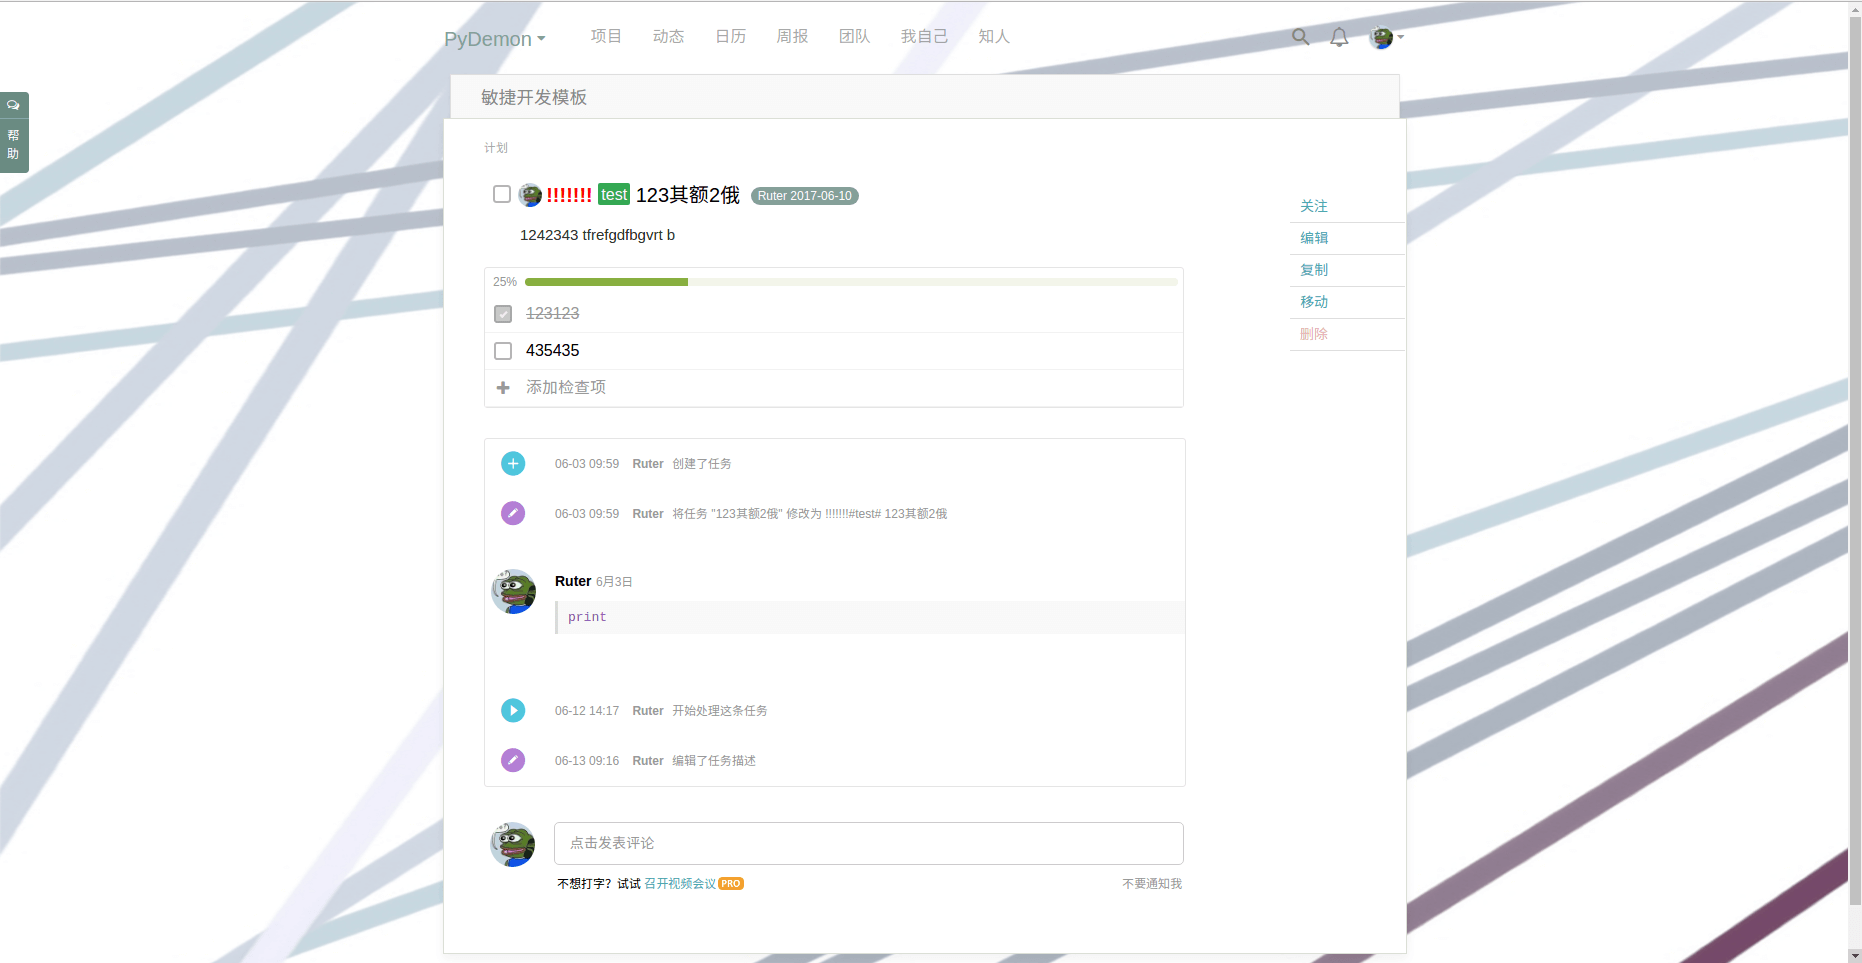 PyDemon 项目 动态 日历 周报 团队 我自己 知人
帮
助
敏捷开发模板
计划
!!!!!!! test 123其额2俄 Ruter 2017-06-10
1242343 tfrefgdfbgvrt b
关注
编辑
复制
移动
删除
25%
123123
435435
添加检查项
06-03 09:59 Ruter 创建了任务
06-03 09:59 Ruter 将任务 "123其额2俄" 修改为 !!!!!!!#test# 123其额2俄
Ruter 6月3日
print
06-12 14:17 Ruter 开始处理这条任务
06-13 09:16 Ruter 编辑了任务描述
点击发表评论
不想打字？试试 召开视频会议 PRO 不要通知我